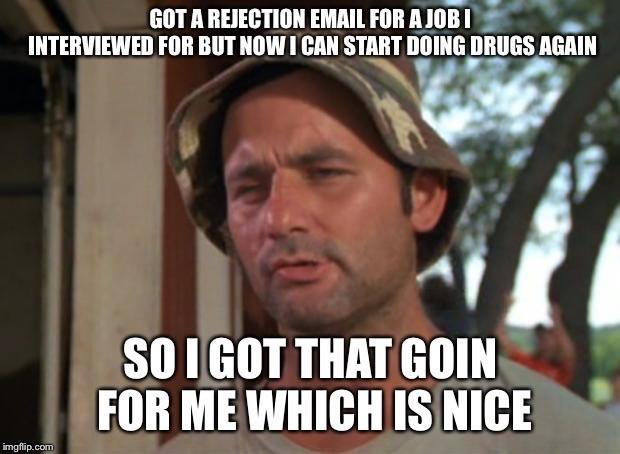 GOT A REJECTION EMAIL FOR A JOB I
INTERVIEWED FOR BUT NOW I CAN START DOING DRUGS AGAIN
SO I GOT THAT GOIN
FOR ME WHICH IS NICE
imgflip.com